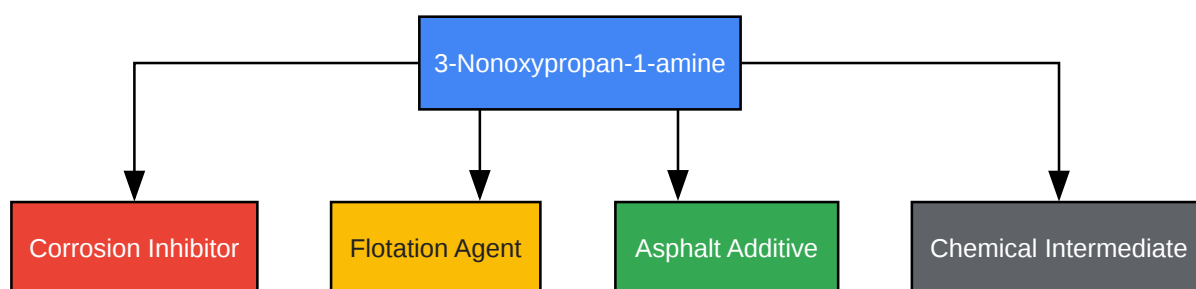 3-Nonoxypropan-1-amine
Corrosion Inhibitor
Flotation Agent
Asphalt Additive
Chemical Intermediate